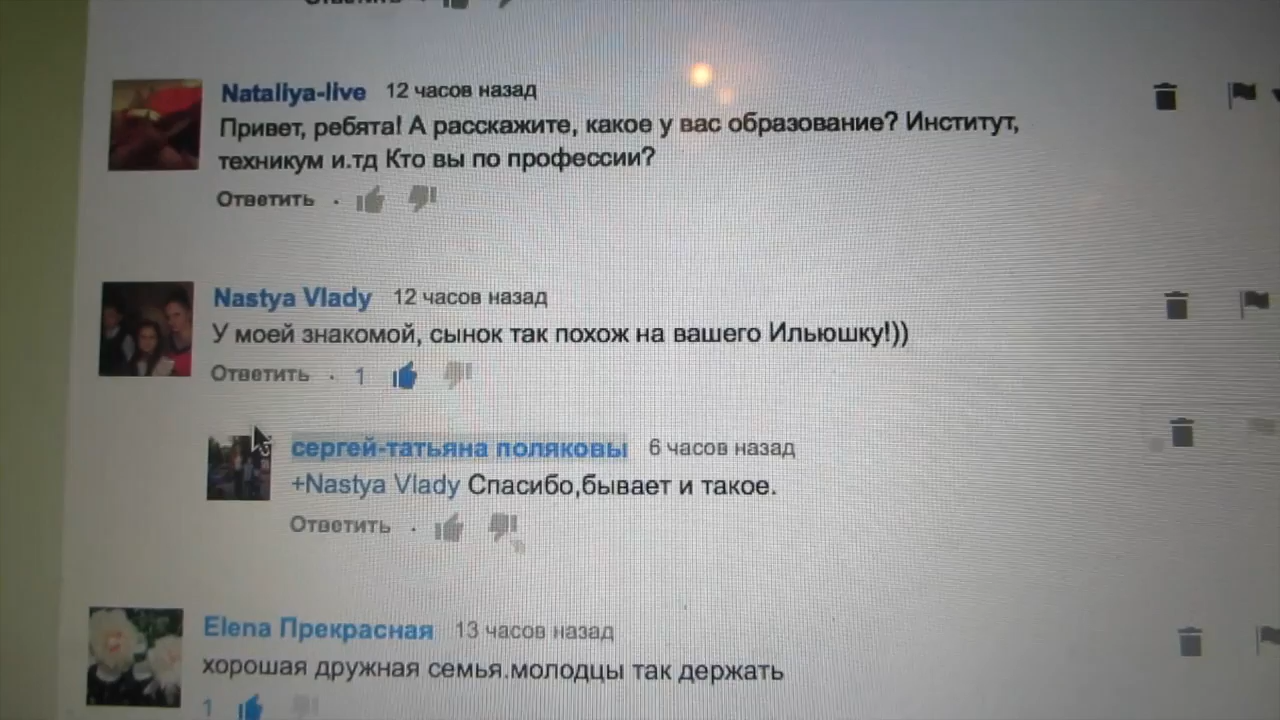 Ответить
Nataliya-live 12 часов назад
Привет, ребята! А расскажите, какое у вас образование? Институт,
техникум и.тд Кто вы по профессии?
Ответить ·
Nastya Vlady 12 часов назад
У моей знакомой, сынок так похож на вашего Ильюшку!))
Ответить · 1
сергей-татьяна поляковы 6 часов назад
+Nastya Vlady Спасибо,бывает и такое.
Ответить ·
Elena Прекрасная 13 часов назад
хорошая дружная семья.молодцы так держать
1